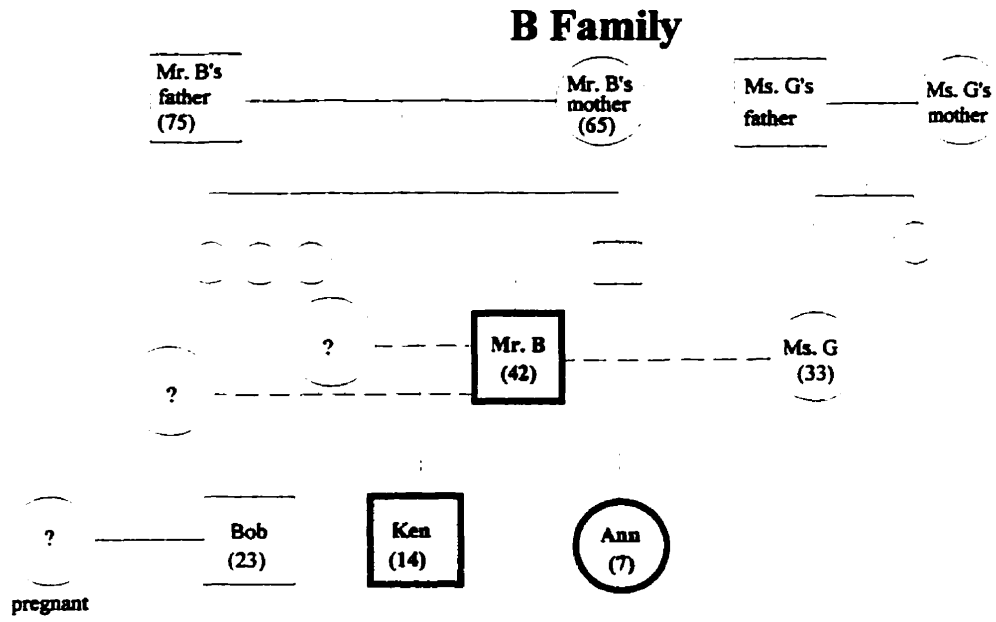 B Family
Mr. B's
father
(75)
Mr. B's
mother
(65)
Ms. G's
father
Ms. G's
mother
?
Mr. B
(42)
Ms. G
(33)
?
?
Bob
(23)
Ken
(14)
Ann
(7)
pregnant